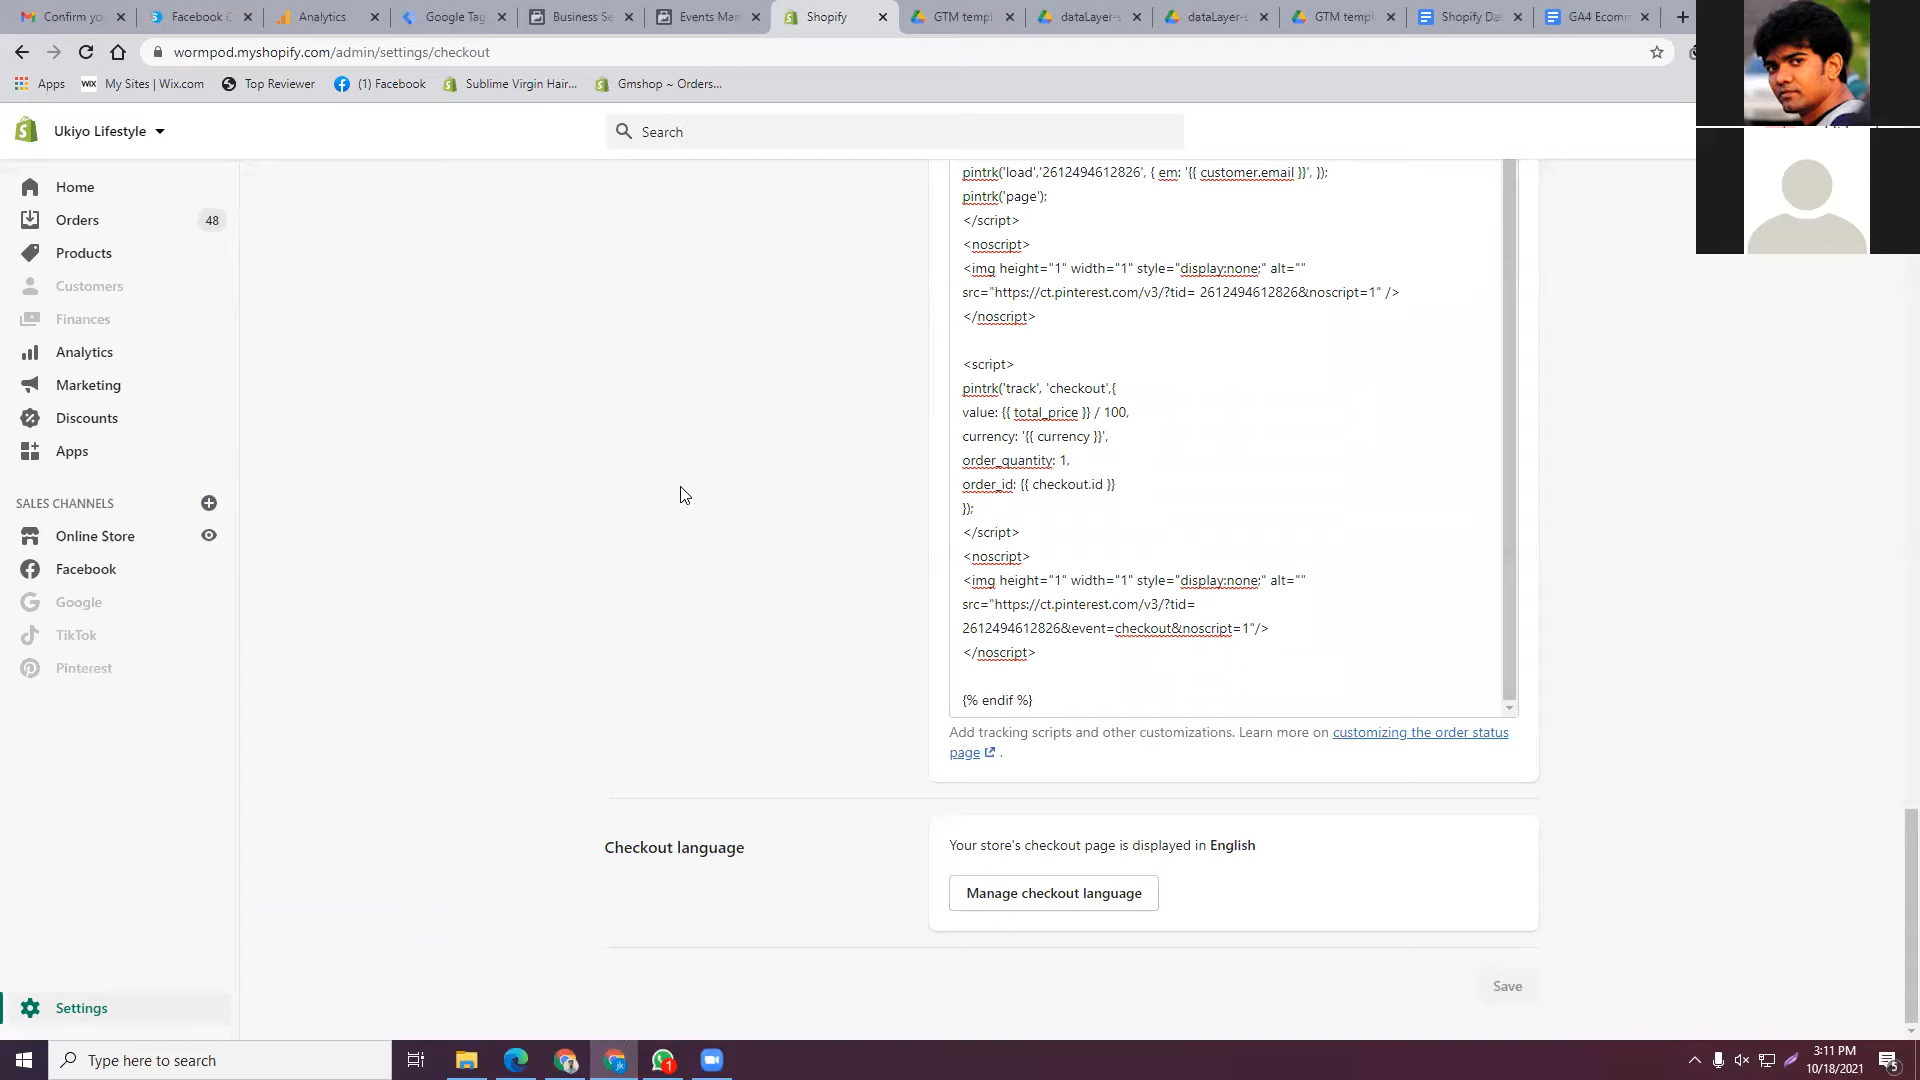 Confirm yo
Facebook C
Analytics
Google Tag
Business Se
Events Man
Shopify
GTM templ
dataLayer-s
dataLayer-s
GTM templ
Shopify Da
GA4 Ecomm
wormpod.myshopify.com/admin/settings/checkout
Apps
WIX My Sites | Wix.com
Top Reviewer
(1) Facebook
Sublime Virgin Hair...
Gmshop ~ Orders...
Ukiyo Lifestyle
Search
Home
Orders 48
Products
Customers
Finances
Analytics
Marketing
Discounts
Apps
SALES CHANNELS
Online Store
Facebook
Google
TikTok
Pinterest
Settings
pintrk('load','2612494612826', { em: '{{ customer.email }}', });
pintrk('page');
</script>
<noscript>
<img height="1" width="1" style="display:none;" alt=""
src="https://ct.pinterest.com/v3/?tid= 2612494612826&noscript=1" />
</noscript>
<script>
pintrk('track', 'checkout',{
value: {{ total_price }} / 100,
currency: '{{ currency }}',
order_quantity: 1,
order_id: {{ checkout.id }}
});
</script>
<noscript>
<img height="1" width="1" style="display:none;" alt=""
src="https://ct.pinterest.com/v3/?tid=
2612494612826&event=checkout&noscript=1"/>
</noscript>
{% endif %}
Add tracking scripts and other customizations. Learn more on customizing the order status
page .
Checkout language
Your store's checkout page is displayed in English
Manage checkout language
Save
Type here to search
1
jk
3:11 PM
10/18/2021
5